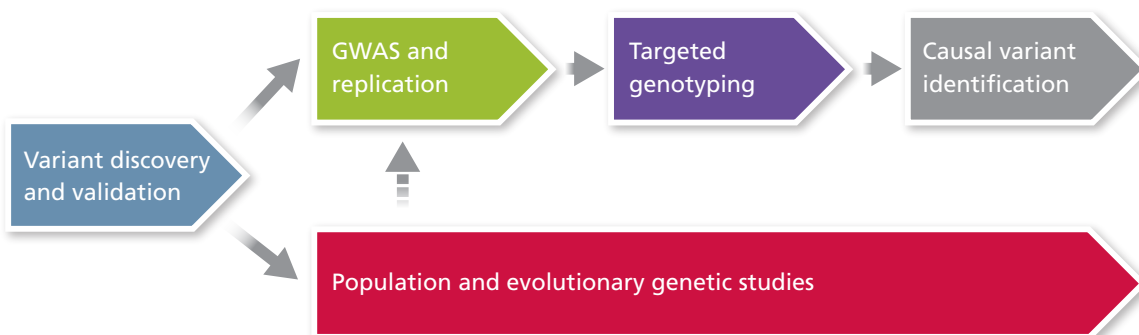 GWAS and
replication
Targeted
genotyping
Causal variant
identification
Variant discovery
and validation
Population and evolutionary genetic studies